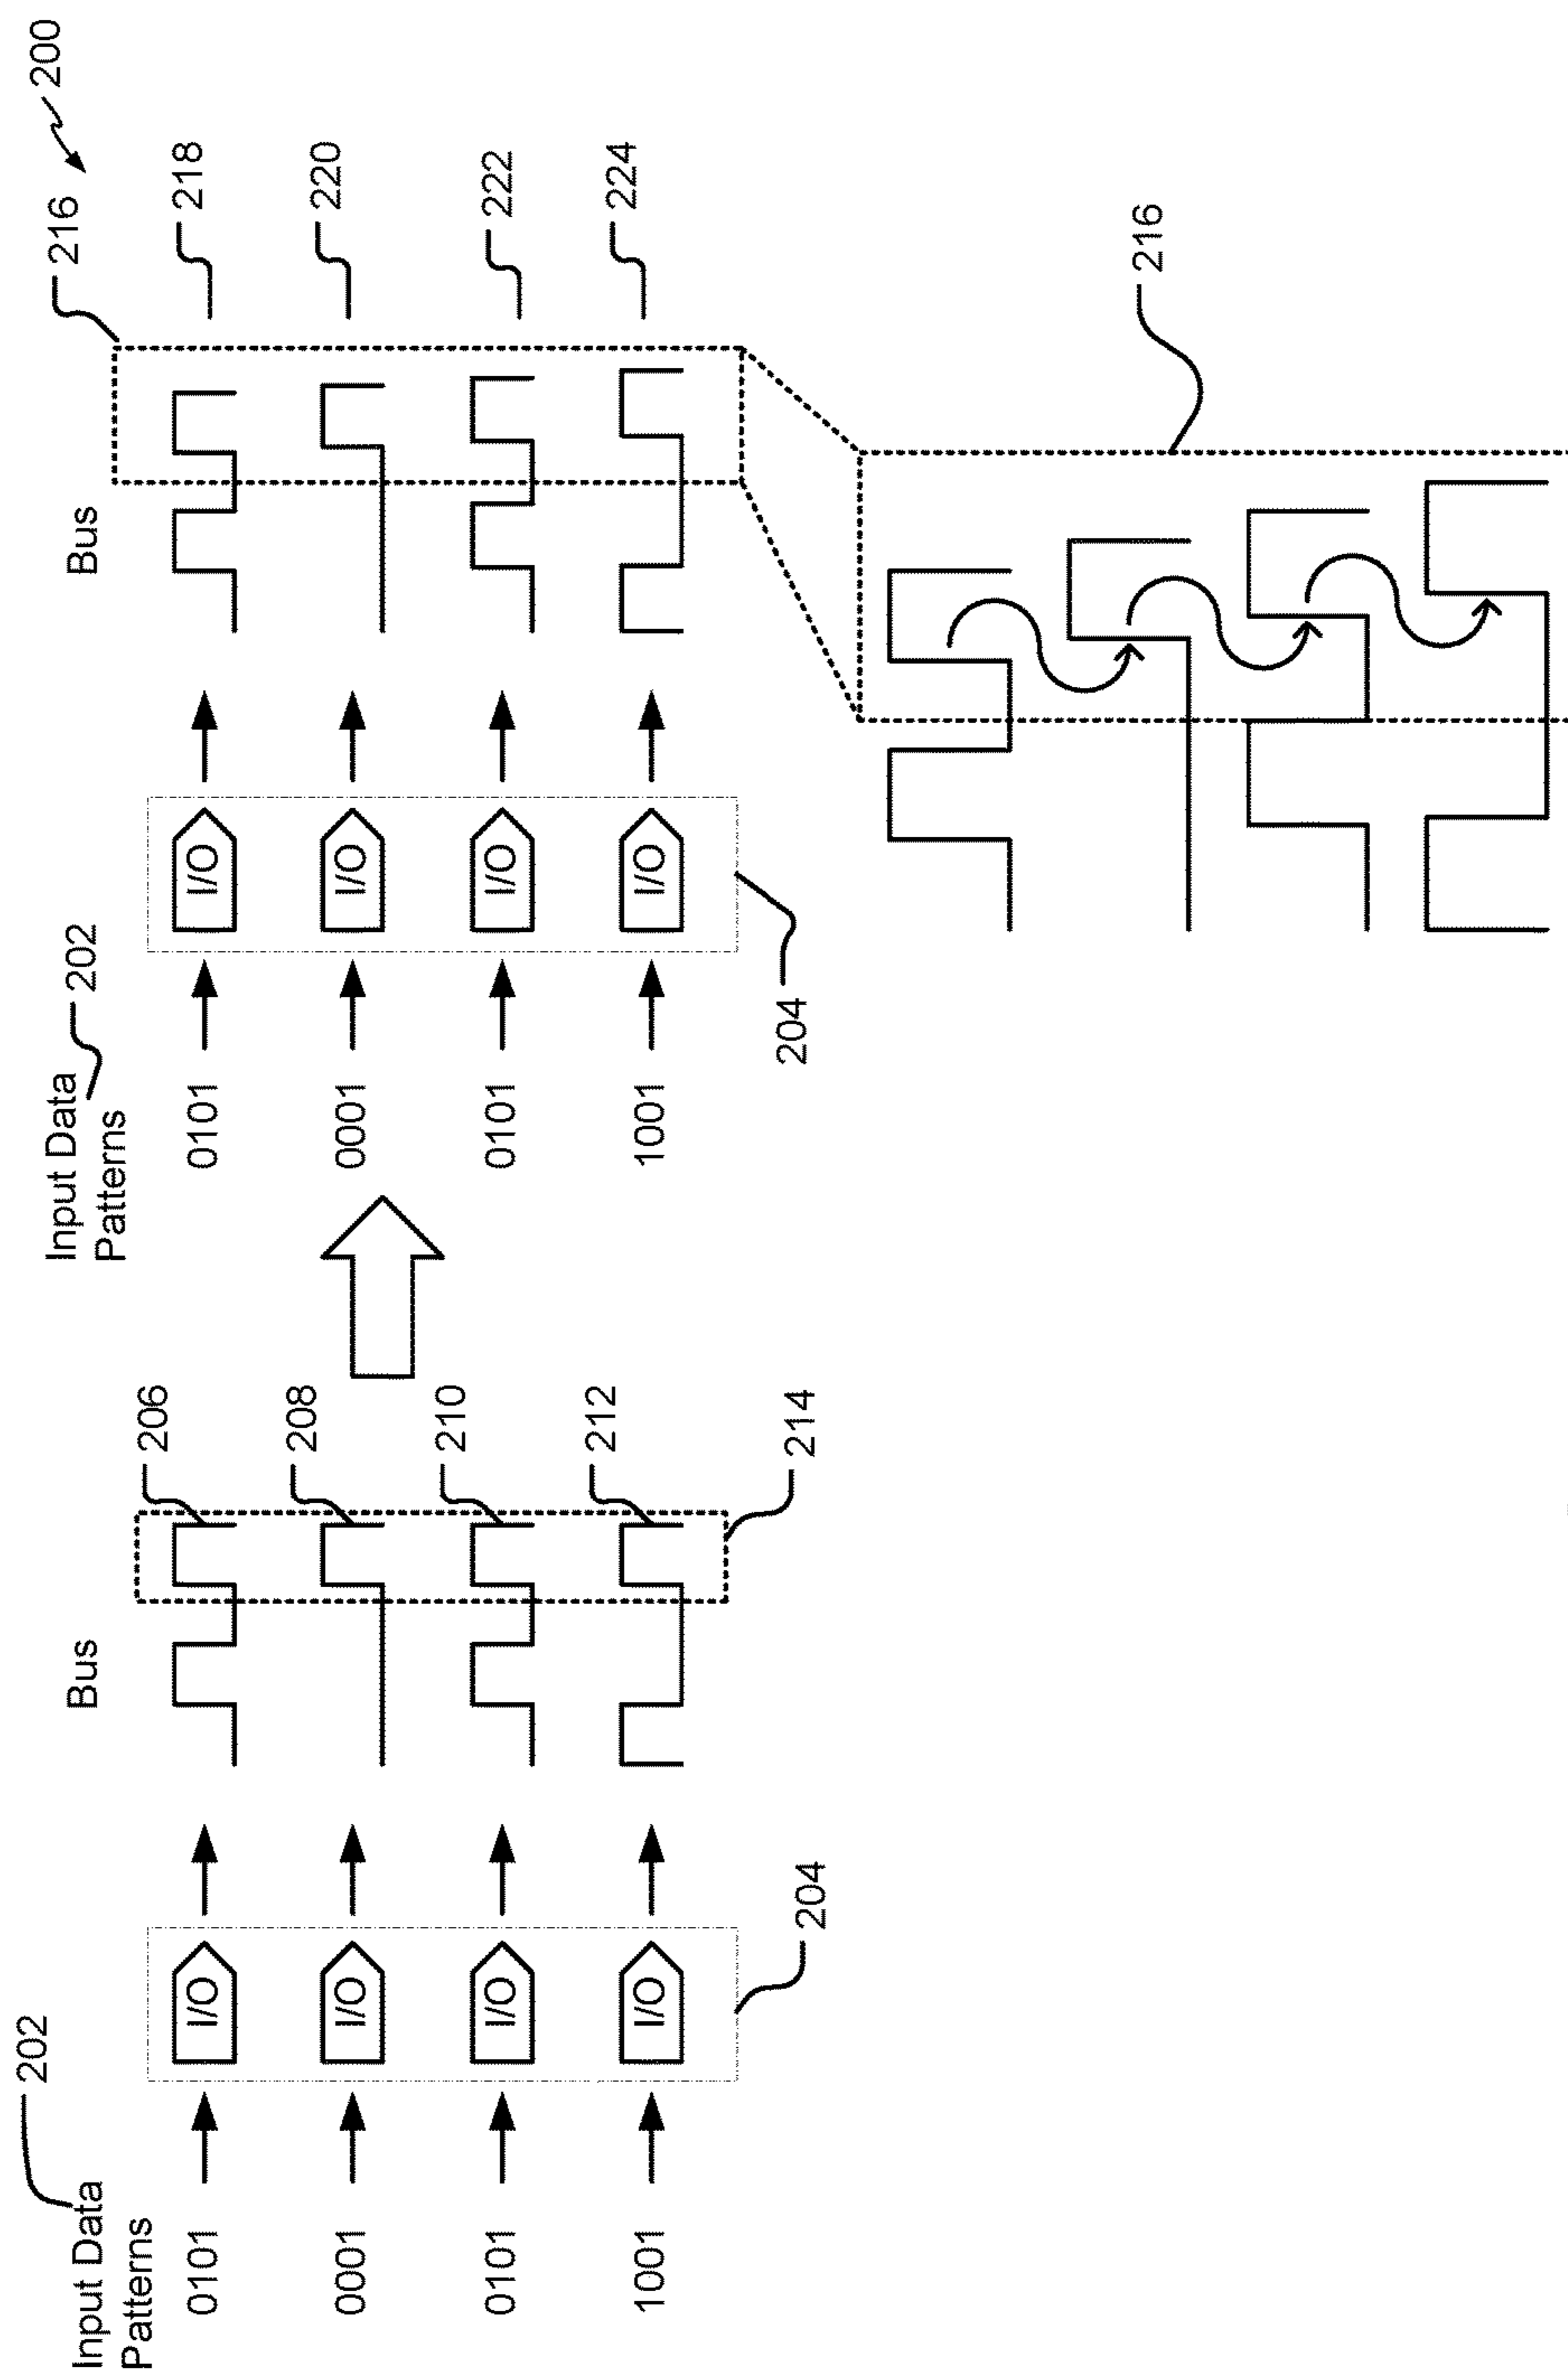 200
202
Input Data
Patterns
0101
0001
0101
1001
I/O
I/O
I/O
I/O
204
Bus
206
208
210
212
214
Input Data
Patterns
202
0101
0001
0101
1001
I/O
I/O
I/O
I/O
204
Bus
216
218
220
222
224
216